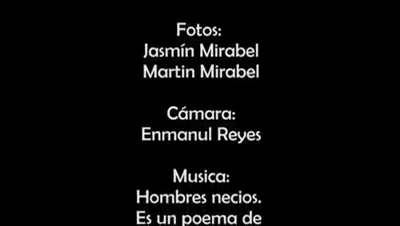 Fotos:
Jasmín Mirabel
Martin Mirabel
Cámara:
Enmanul Reyes
Musica:
Hombres necios.
Es un poema de